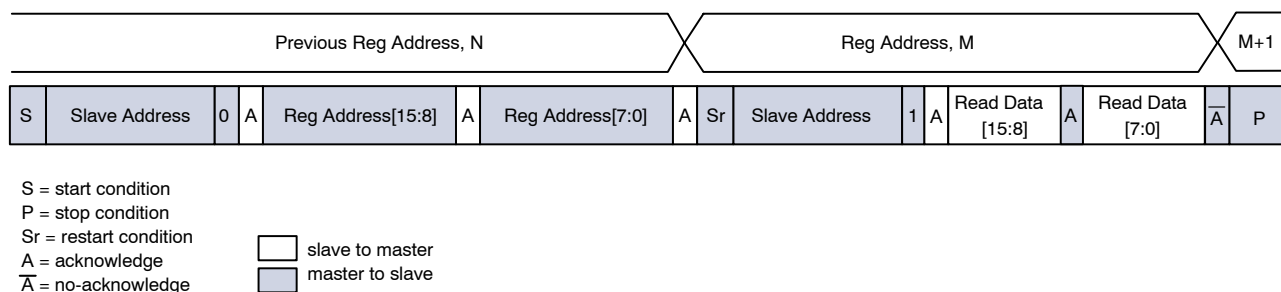 Previous Reg Address, N Reg Address, M M+1
S Slave Address 0 A Reg Address[15:8] A Reg Address[7:0] A Sr Slave Address 1 A Read Data [15:8] A Read Data [7:0] A̅ P
S = start condition
P = stop condition
Sr = restart condition
A = acknowledge
A̅ = no-acknowledge
slave to master
master to slave